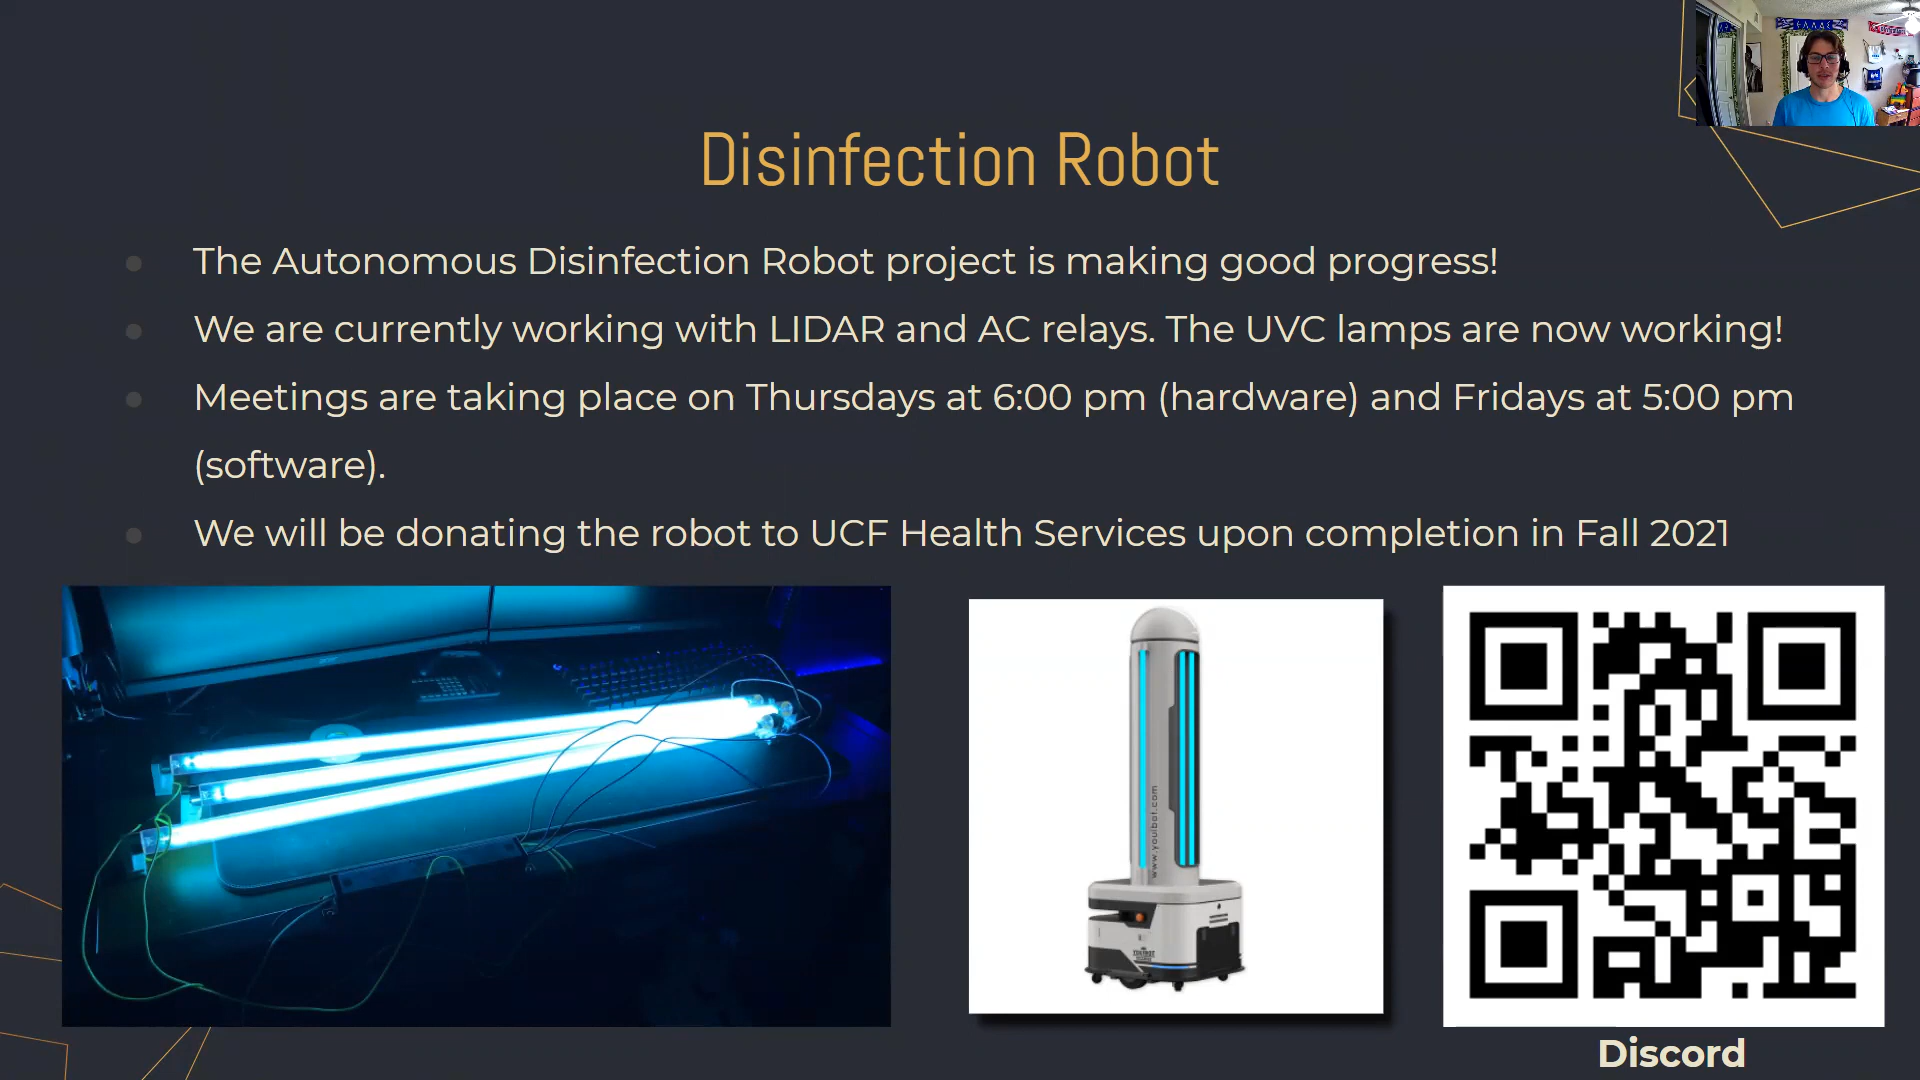 Disinfection Robot
The Autonomous Disinfection Robot project is making good progress!
We are currently working with LIDAR and AC relays. The UVC lamps are now working!
Meetings are taking place on Thursdays at 6:00 pm (hardware) and Fridays at 5:00 pm
(software).
We will be donating the robot to UCF Health Services upon completion in Fall 2021
www.youibot.com
Discord